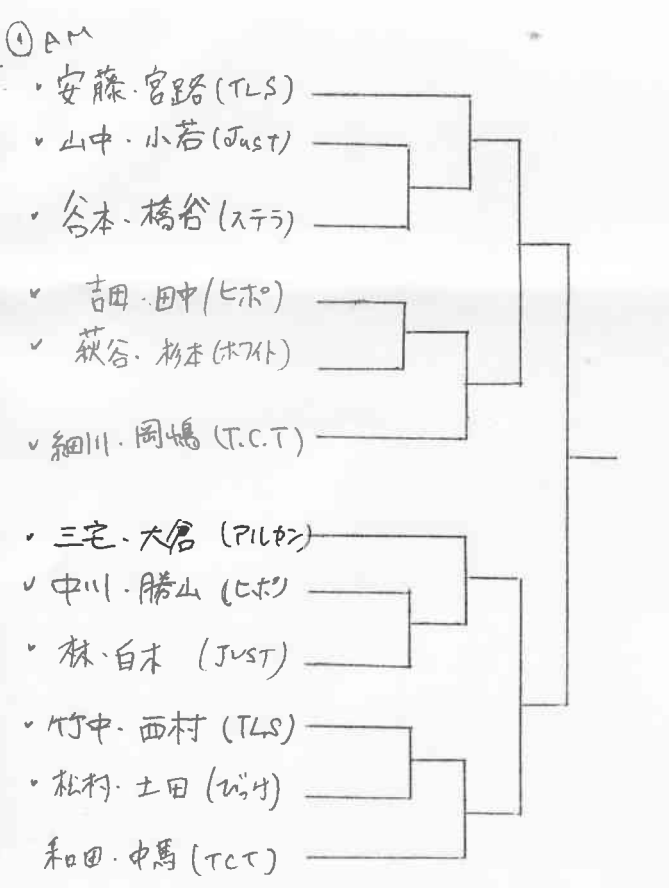 ① AM
・安藤・宮路(TLS)
✓山中・小若(Just)
・谷本・橋谷(ステラ)
✓吉田・田中(ヒポ)
✓萩谷・杉本(ホワイト)
✓細川・岡嶋(T.C.T)
・三宅・大倉(アルカン)
✓中川・勝山(ヒポ)
・林・白木(JUST)
✓竹中・西村(TLS)
・松村・土田(びっけ)
和田・中馬(TCT)